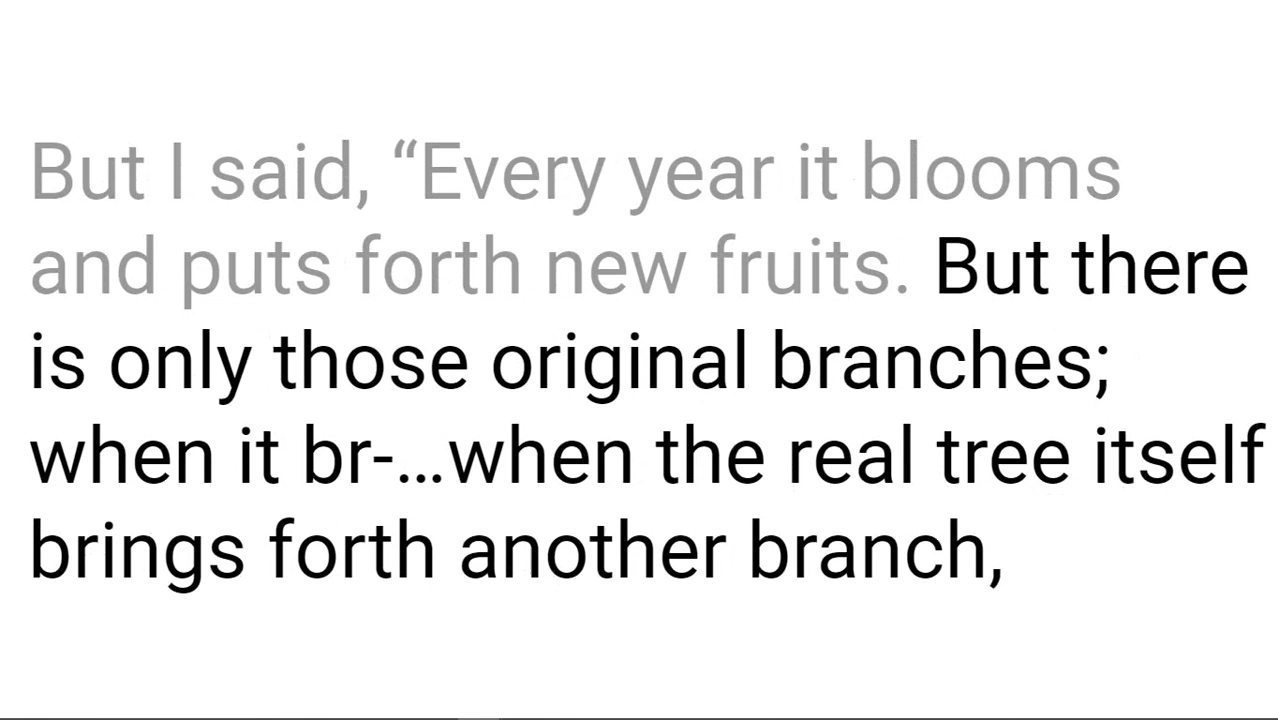 But I said, “Every year it blooms
and puts forth new fruits. But there
is only those original branches;
when it br-...when the real tree itself
brings forth another branch,